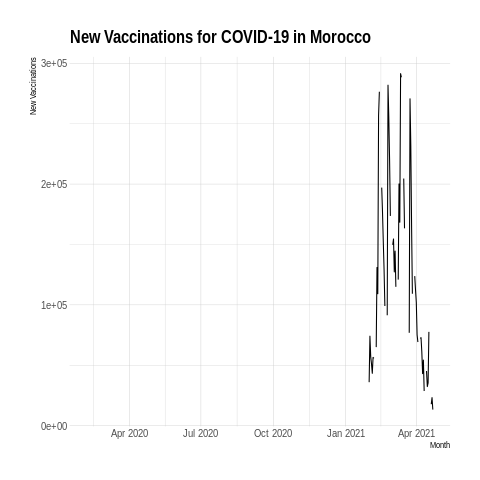 New Vaccinations for COVID-19 in Morocco
New Vaccinations
3e+05
2e+05
1e+05
0e+00
Apr 2020 Jul 2020 Oct 2020 Jan 2021 Apr 2021
Month